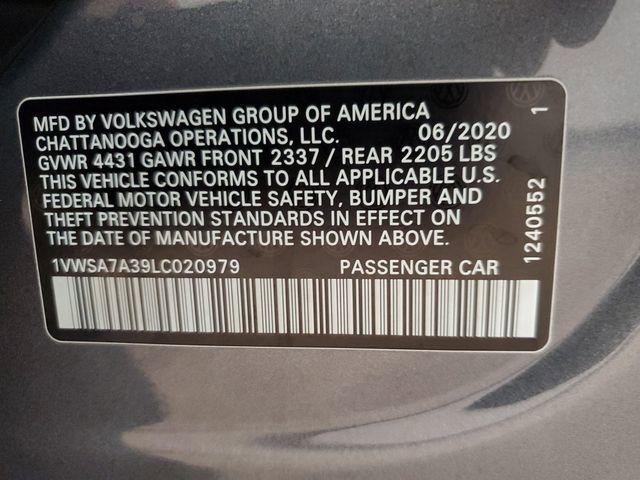 MFD BY VOLKSWAGEN GROUP OF AMERICA
CHATTANOOGA OPERATIONS, LLC. 06/2020
GVWR 4431 GAWR FRONT 2337 / REAR 2205 LBS
THIS VEHICLE CONFORMS TO ALL APPLICABLE U.S.
FEDERAL MOTOR VEHICLE SAFETY, BUMPER AND
THEFT PREVENTION STANDARDS IN EFFECT ON
THE DATE OF MANUFACTURE SHOWN ABOVE.
1VWSA7A39LC020979 PASSENGER CAR
1240552 1